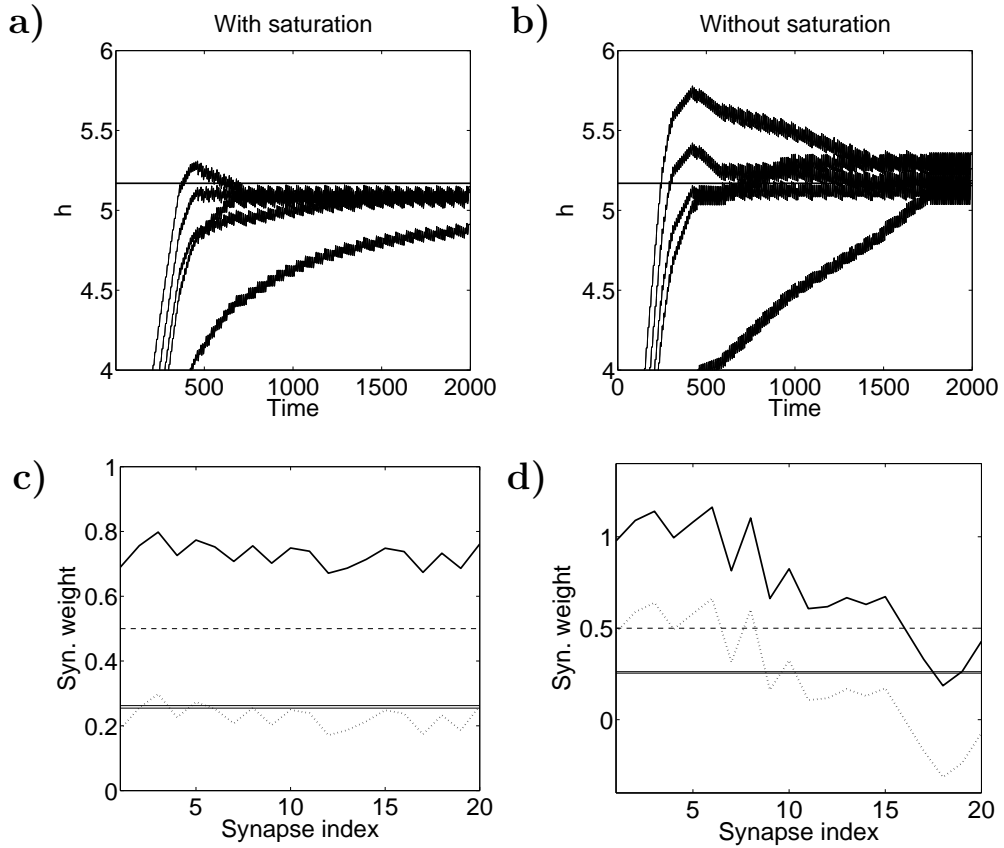 a)
With saturation
6
5.5
h
5
4.5
4
500
1000
1500
2000
Time
b)
Without saturation
6
5.5
h
5
4.5
4
0
500
1000
1500
2000
Time
c)
1
0.8
0.6
Syn. weight
0.4
0.2
0
5
10
15
20
Synapse index
d)
1
Syn. weight
0.5
0
5
10
15
20
Synapse index